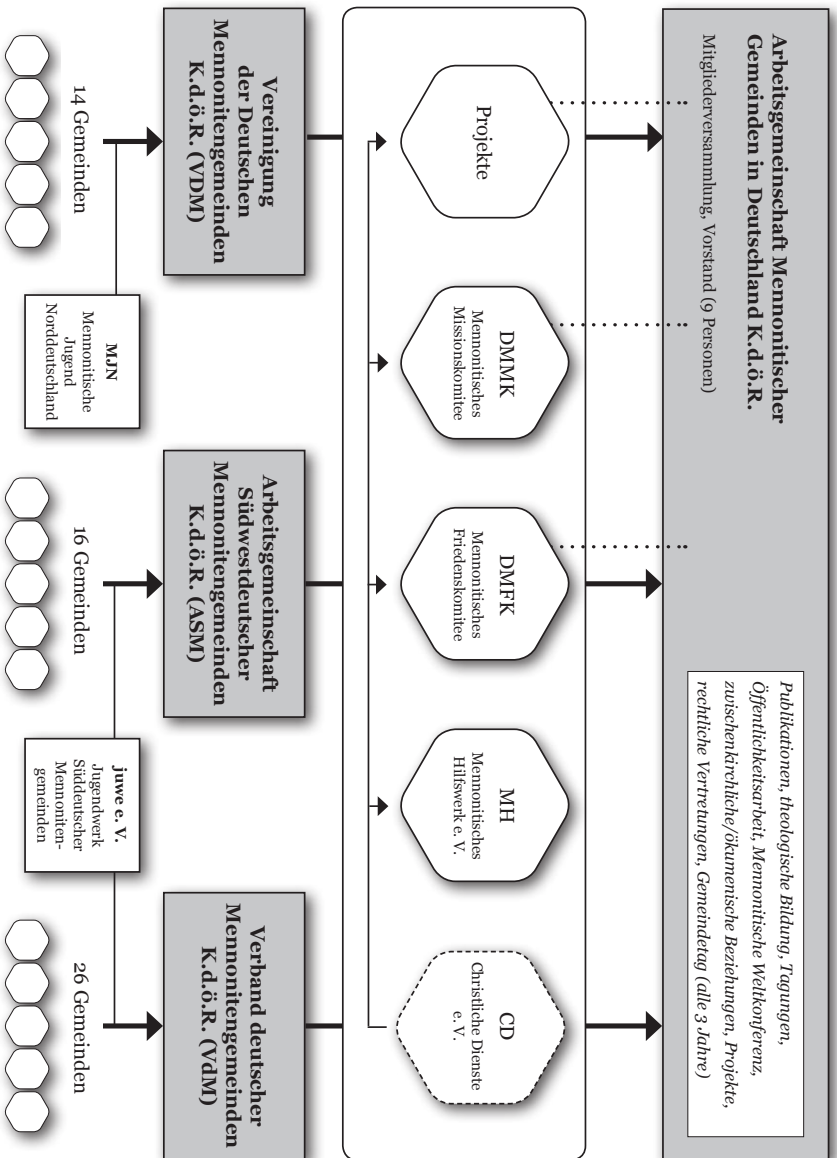 Arbeitsgemeinschaft Mennonitischer
Gemeinden in Deutschland K.d.ö.R.
Mitgliederversammlung, Vorstand (9 Personen)
Publikationen, theologische Bildung, Tagungen,
Öffentlichkeitsarbeit, Mennonitische Weltkonferenz,
zwischenkirchliche/ökumenische Beziehungen, Projekte,
rechtliche Vertretungen, Gemeindetag (alle 3 Jahre)
Projekte
DMMK
Mennonitisches
Missionskomitee
DMFK
Mennonitisches
Friedenskomitee
MH
Mennonitisches
Hilfswerk e. V.
CD
Christliche Dienste
e. V.
Vereinigung
der Deutschen
Mennonitengemeinden
K.d.ö.R. (VDM)
Arbeitsgemeinschaft
Südwestdeutscher
Mennonitengemeinden
K.d.ö.R. (ASM)
Verband deutscher
Mennonitengemeinden
K.d.ö.R. (VdM)
14 Gemeinden
MJN
Mennonitische
Jugend
Norddeutschland
16 Gemeinden
juwe e. V.
Jugendwerk
Süddeutscher
Mennoniten-
gemeinden
26 Gemeinden